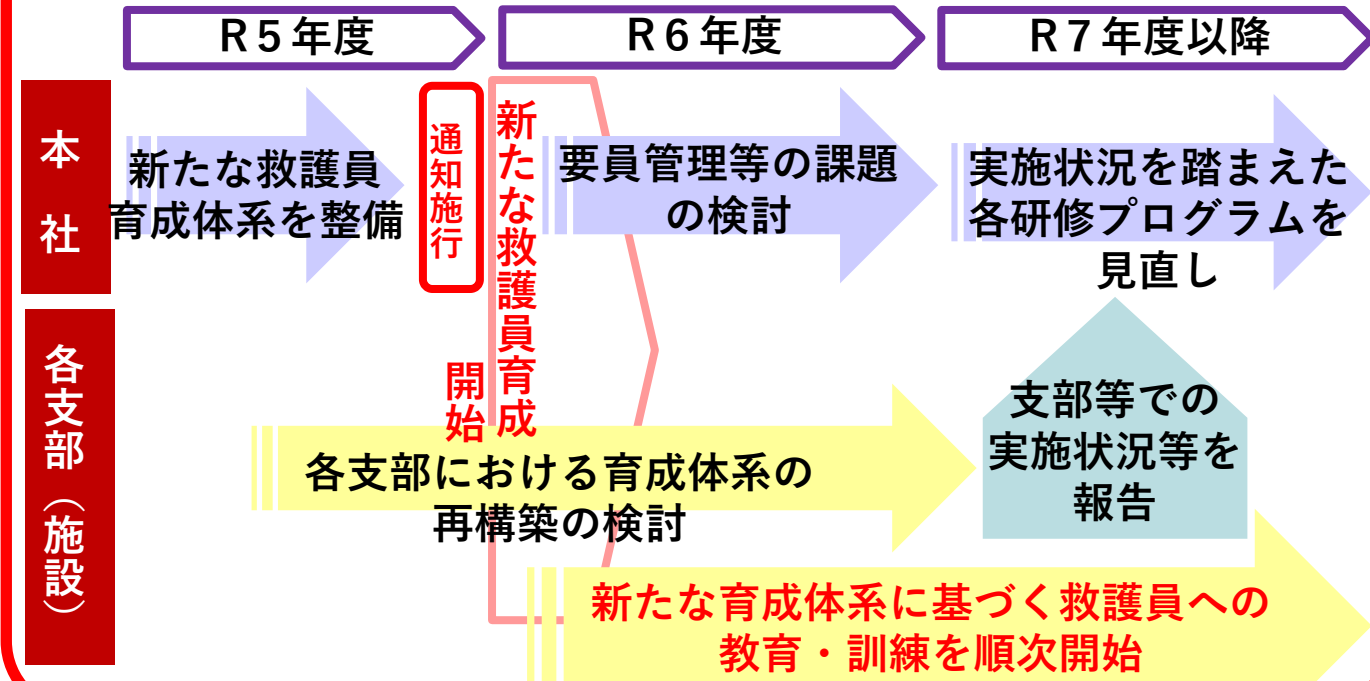 R５年度
R６年度
R７年度以降
本社
新たな救護員
育成体系を整備
通知施行
新たな救護員育成
開始
要員管理等の課題
の検討
実施状況を踏まえた
各研修プログラムを
見直し
各支部（施設）
各支部における育成体系の
再構築の検討
支部等での
実施状況等を
報告
新たな育成体系に基づく救護員への
教育・訓練を順次開始